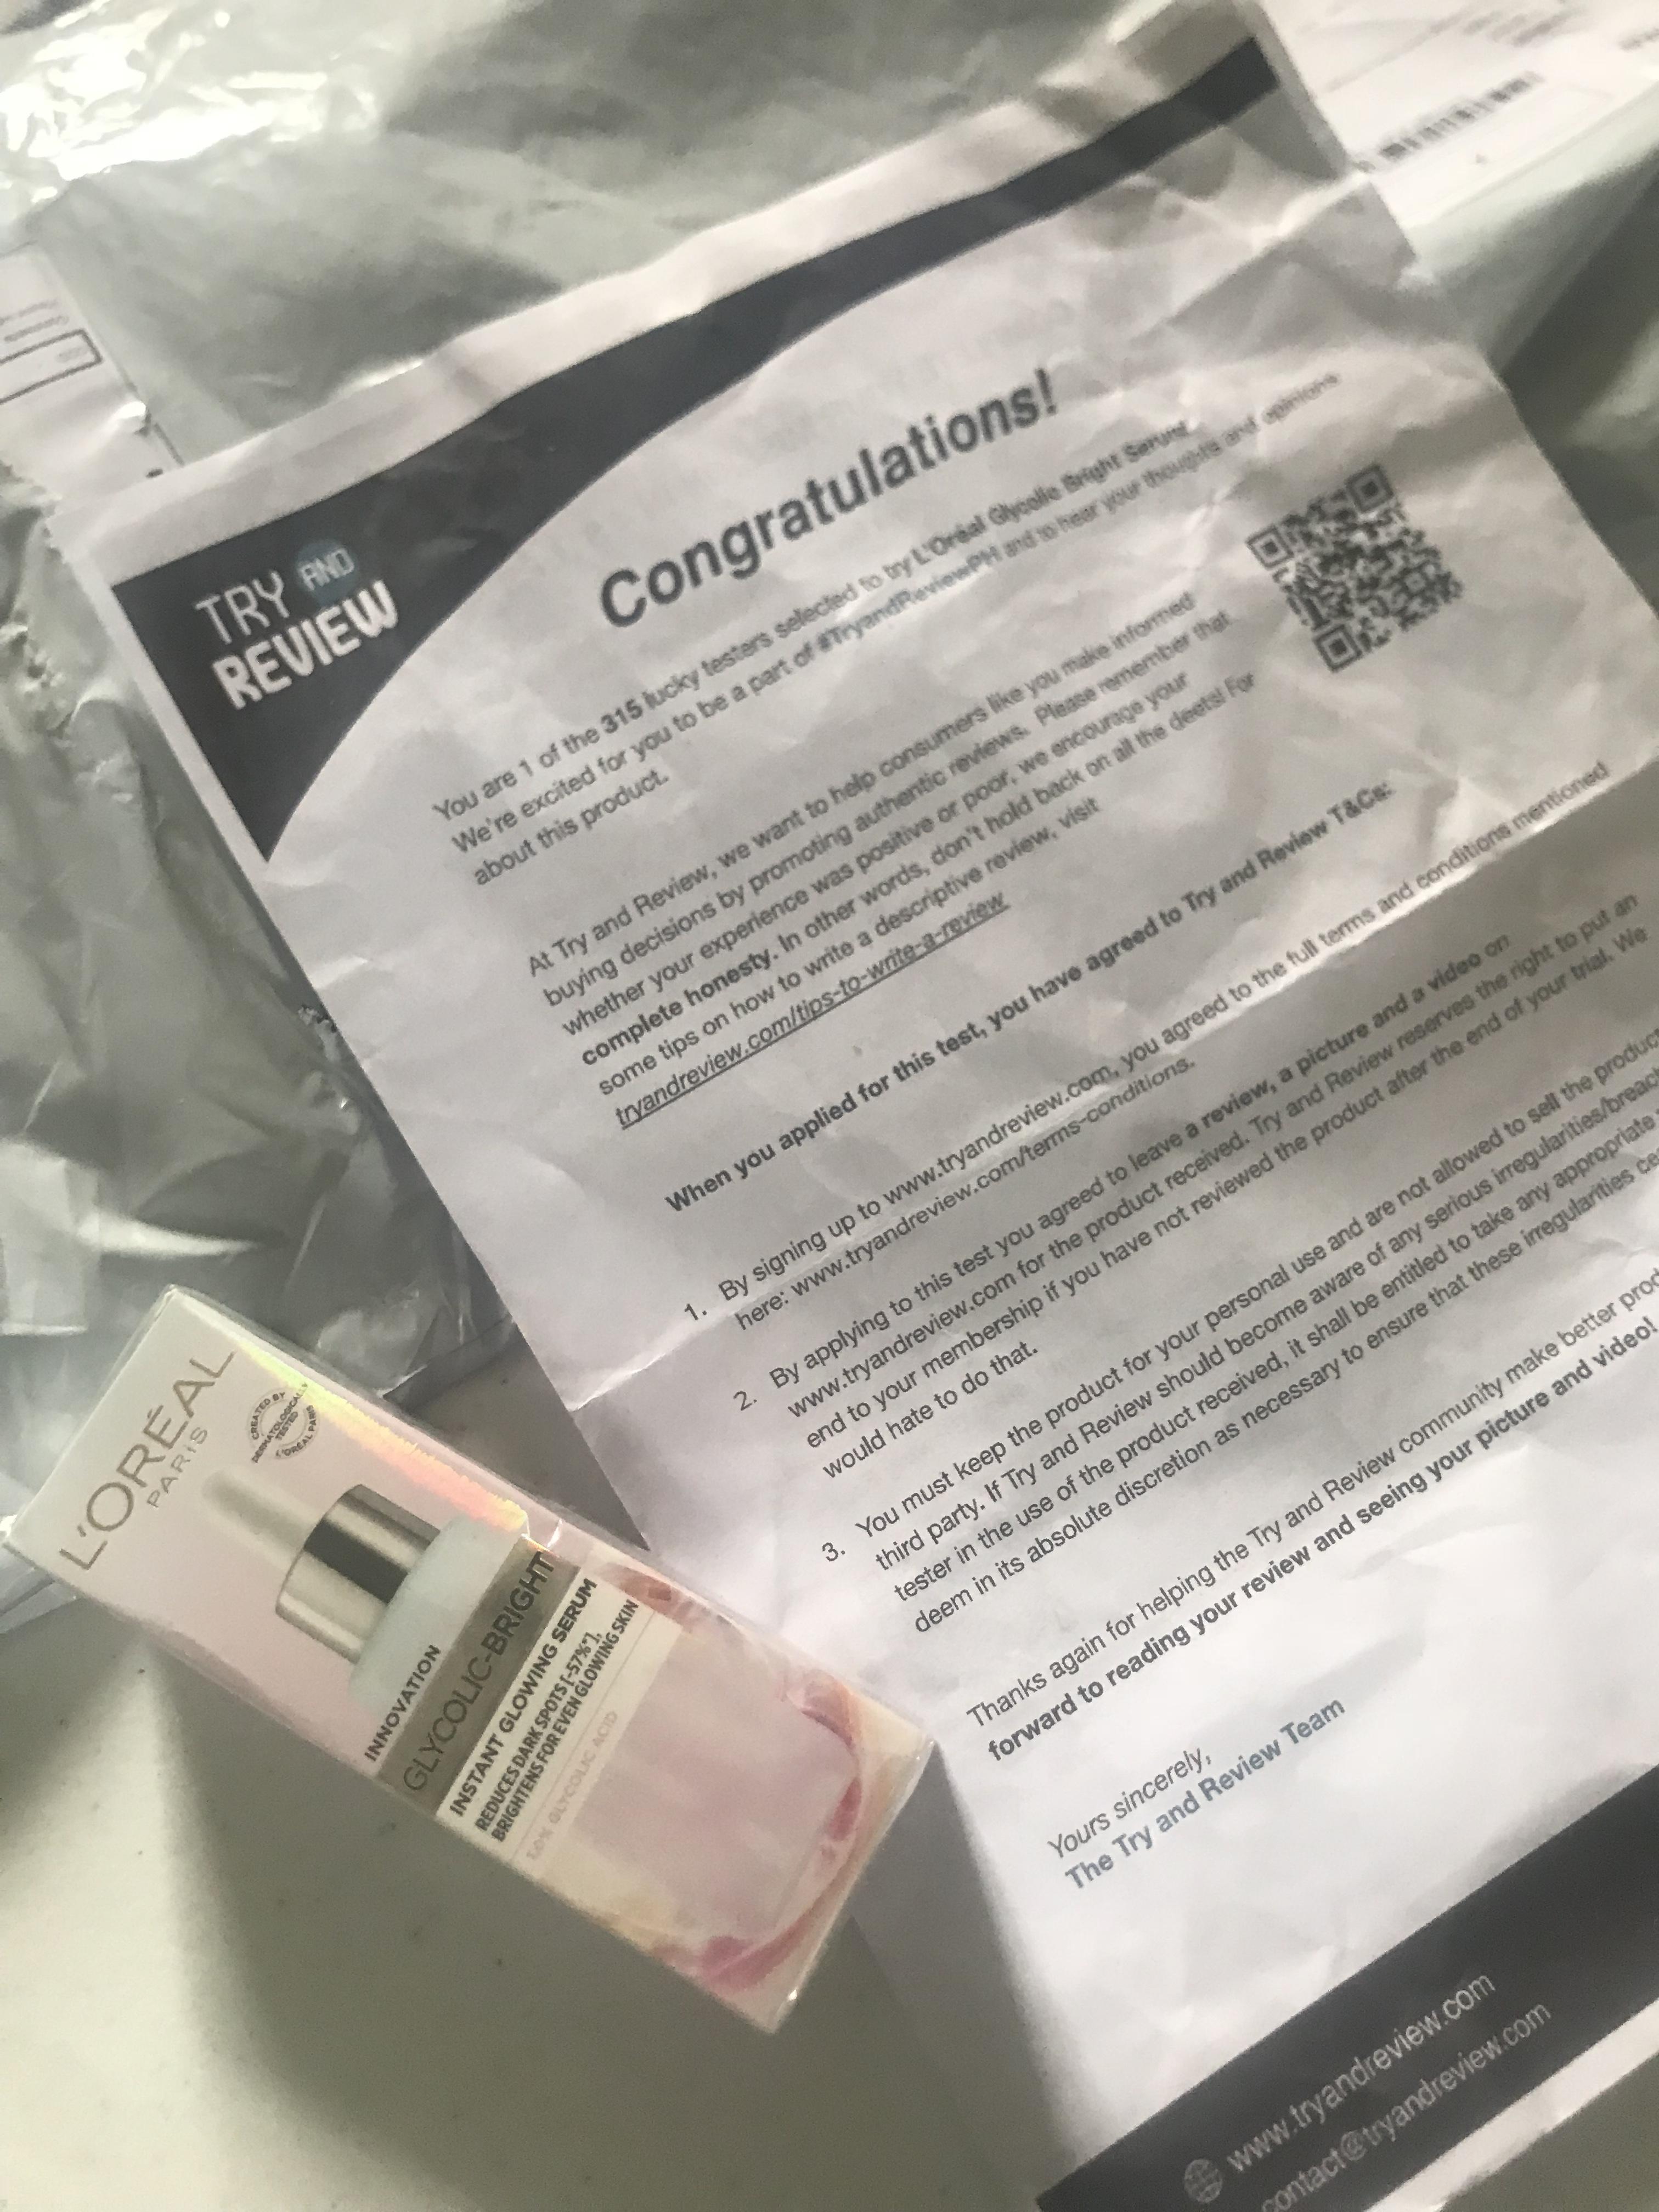 TRY AND
REVIEW
Congratulations!
You are 1 of the 315 lucky testers selected to try L'Oréal Glycolic Bright Serum!
We're excited for you to be a part of #TryandReviewPH and to hear your thoughts and opinions
about this product.
At Try and Review, we want to help consumers like you make informed
buying decisions by promoting authentic reviews. Please remember that
whether your experience was positive or poor, we encourage your
complete honesty. In other words, don't hold back on all the deets! For
some tips on how to write a descriptive review, visit
tryandreview.com/tips-to-write-a-review
When you applied for this test, you have agreed to Try and Review T&Cs:
1. By signing up to www.tryandreview.com, you agreed to the full terms and conditions mentioned
here: www.tryandreview.com/terms-conditions.
2. By applying to this test you agreed to leave a review, a picture and a video on
www.tryandreview.com for the product received. Try and Review reserves the right to put an
end to your membership if you have not reviewed the product after the end of your trial. We
would hate to do that.
3. You must keep the product for your personal use and are not allowed to sell the product
third party. If Try and Review should become aware of any serious irregularities/breach
tester in the use of the product received, it shall be entitled to take any appropriate
deem in its absolute discretion as necessary to ensure that these irregularities
Thanks again for helping the Try and Review community make better
forward to reading your review and seeing your picture and video!
Yours sincerely,
The Try and Review Team
www.tryandreview.com
contact@tryandreview.com
L'ORÉAL
PARIS
CREATED BY
DERMATOLOGICALLY
TESTED
L'ORÉAL PARIS
INNOVATION
GLYCOLIC-BRIGHT
INSTANT GLOWING SERUM
REDUCES DARK SPOTS [-57%*],
BRIGHTENS FOR EVEN GLOWING SKIN
1.0% GLYCOLIC ACID